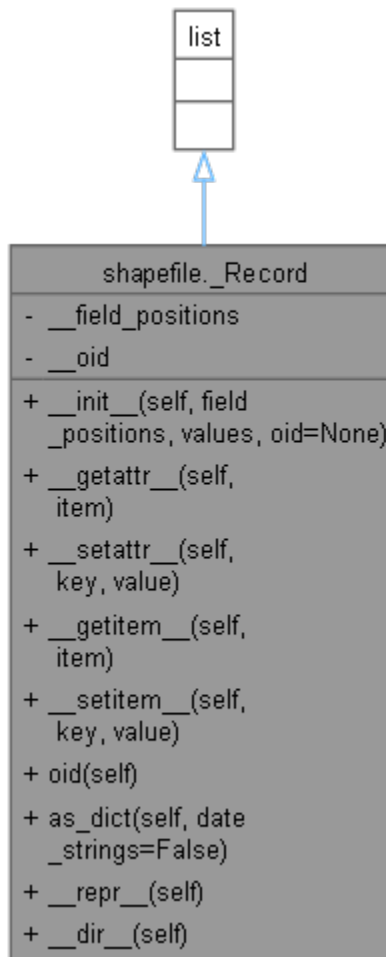 list
shapefile._Record
- __field_positions
- __oid
+ __init__(self, field
_positions, values, oid=None)
+ __getattr__(self,
item)
+ __setattr__(self,
key, value)
+ __getitem__(self,
item)
+ __setitem__(self,
key, value)
+ oid(self)
+ as_dict(self, date
_strings=False)
+ __repr__(self)
+ __dir__(self)